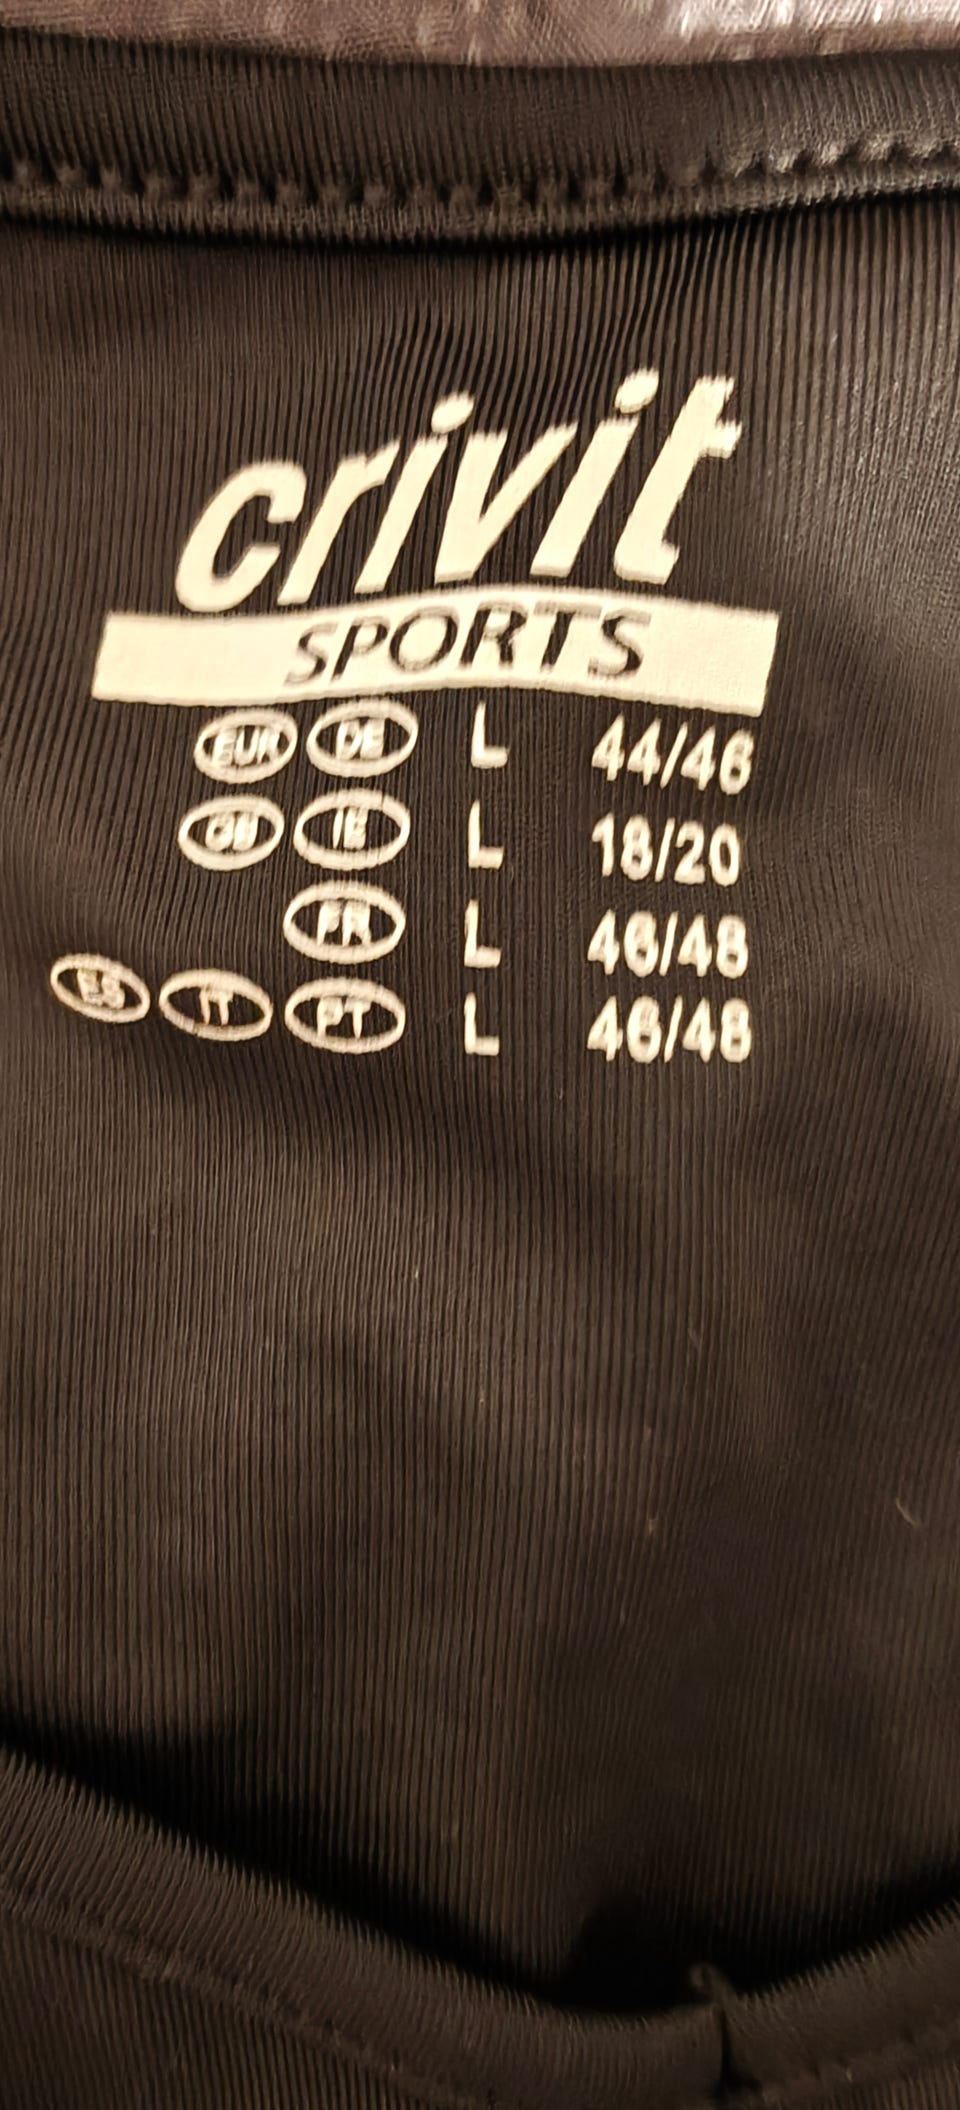 crivit
SPORTS
EUR DE L 44/46
GB IE L 18/20
FR L 46/48
ES IT PT L 46/48